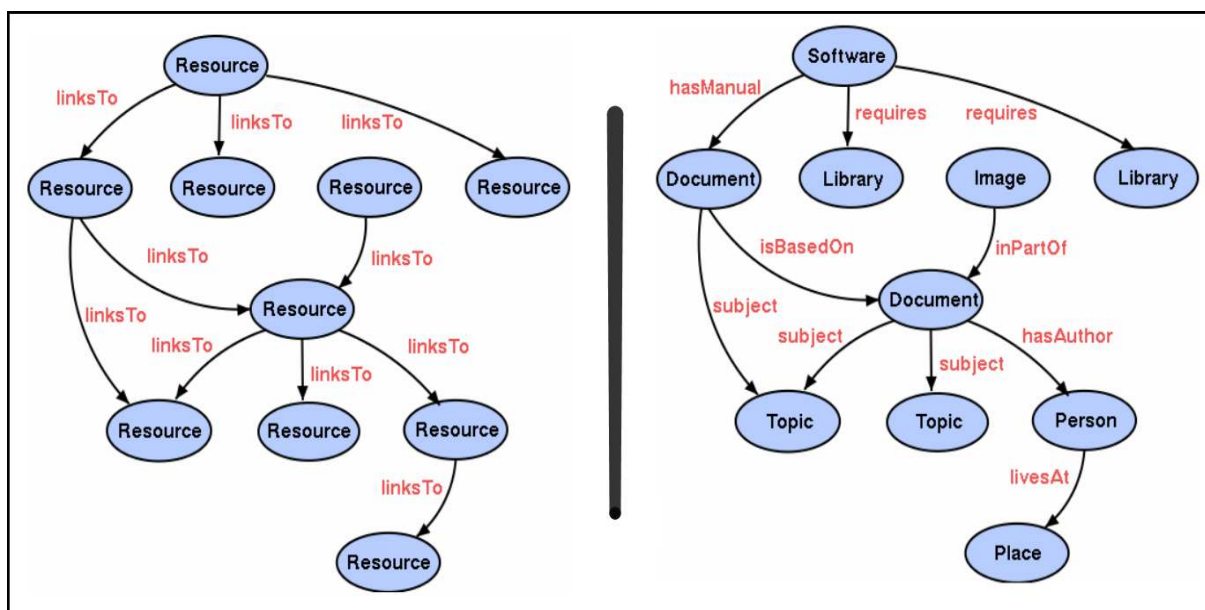 Resource
linksTo
linksTo
linksTo
Resource
Resource
Resource
Resource
linksTo
linksTo
Resource
linksTo
linksTo
linksTo
linksTo
Resource
Resource
Resource
linksTo
Resource
Software
hasManual
requires
requires
Document
Library
Image
Library
isBasedOn
inPartOf
Document
subject
subject
hasAuthor
subject
Topic
Topic
Person
livesAt
Place